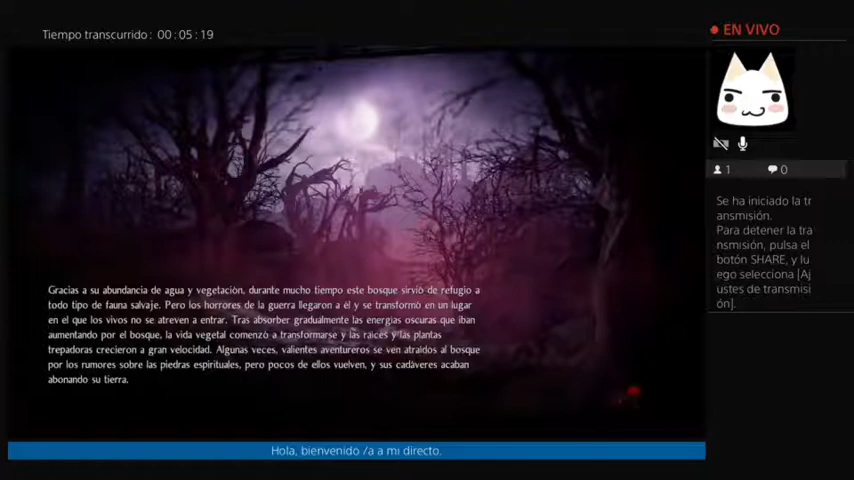 Tiempo transcurrido: 00:05:19
EN VIVO
1 0
Se ha iniciado la tr
ansmisión.
Para detener la tra
nsmisión, pulsa el
botón SHARE, y lu
ego selecciona [Aj
ustes de transmisi
ón].
Gracias a su abundancia de agua y vegetación, durante mucho tiempo este bosque sirvió de refugio a
todo tipo de fauna salvaje. Pero los horrores de la guerra llegaron a él y se transformó en un lugar
en el que los vivos no se atreven a entrar. Tras absorber gradualmente las energías oscuras que iban
aumentando por el bosque, la vida vegetal comenzó a transformarse y las raíces y las plantas
trepadoras crecieron a gran velocidad. Algunas veces, valientes aventureros se ven atraídos al bosque
por los rumores sobre las piedras espirituales, pero pocos de ellos vuelven, y sus cadáveres acaban
abonando su tierra.
Hola, bienvenido /a a mi directo.